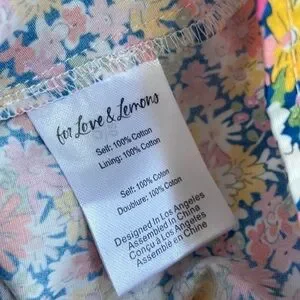 for Love & Lemons
Self: 100% Cotton
Lining: 100% Cotton
Self: 100% Coton
Doublure: 100% Coton
Designed In Los Angeles
Assembled in China
Conçu à Los Angeles
Assemblé en Chine